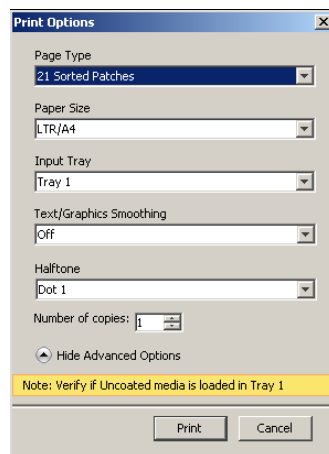 Print Options
Page Type
21 Sorted Patches
Paper Size
LTR/A4
Input Tray
Tray 1
Text/Graphics Smoothing
Off
Halftone
Dot 1
Number of copies: 1
Hide Advanced Options
Note: Verify if Uncoated media is loaded in Tray 1
Print Cancel